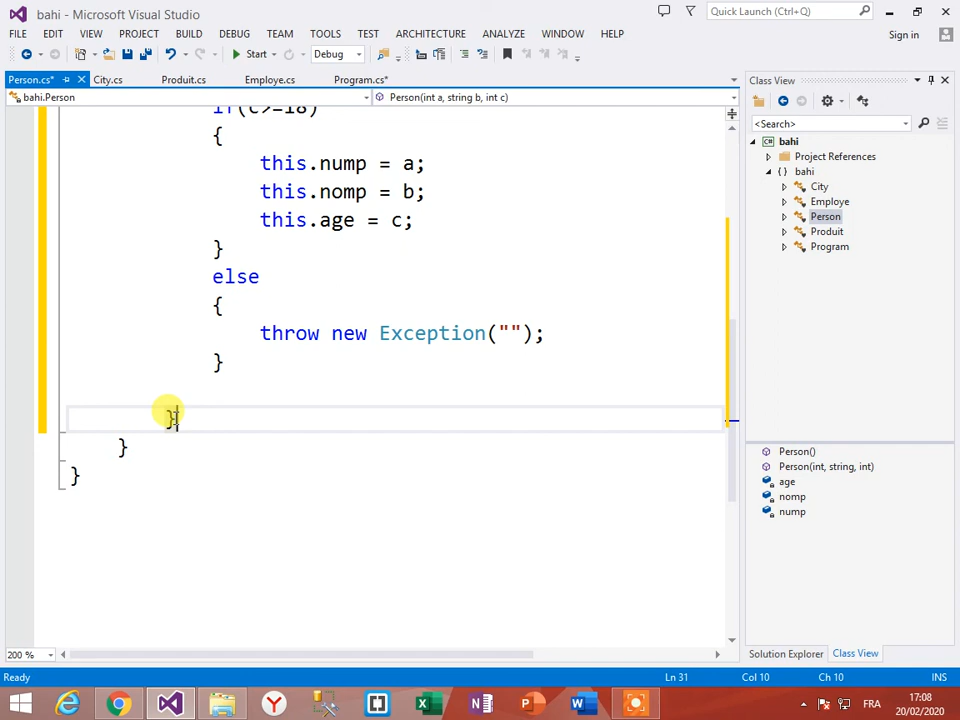 bahi - Microsoft Visual Studio
Quick Launch (Ctrl+Q)
FILE EDIT VIEW PROJECT BUILD DEBUG TEAM TOOLS TEST ARCHITECTURE ANALYZE WINDOW HELP
Sign in
Start Debug
Person.cs* City.cs Produit.cs Employe.cs Program.cs*
bahi.Person Person(int a, string b, int c)
if(c>=18)
{
this.nump = a;
this.nomp = b;
this.age = c;
}
else
{
throw new Exception("");
}
}
}
}
200 %
Class View
<Search>
bahi
Project References
{ } bahi
City
Employe
Person
Produit
Program
Person()
Person(int, string, int)
age
nomp
nump
Solution Explorer Class View
Ready Ln 31 Col 10 Ch 10 INS
FRA
17:08
20/02/2020